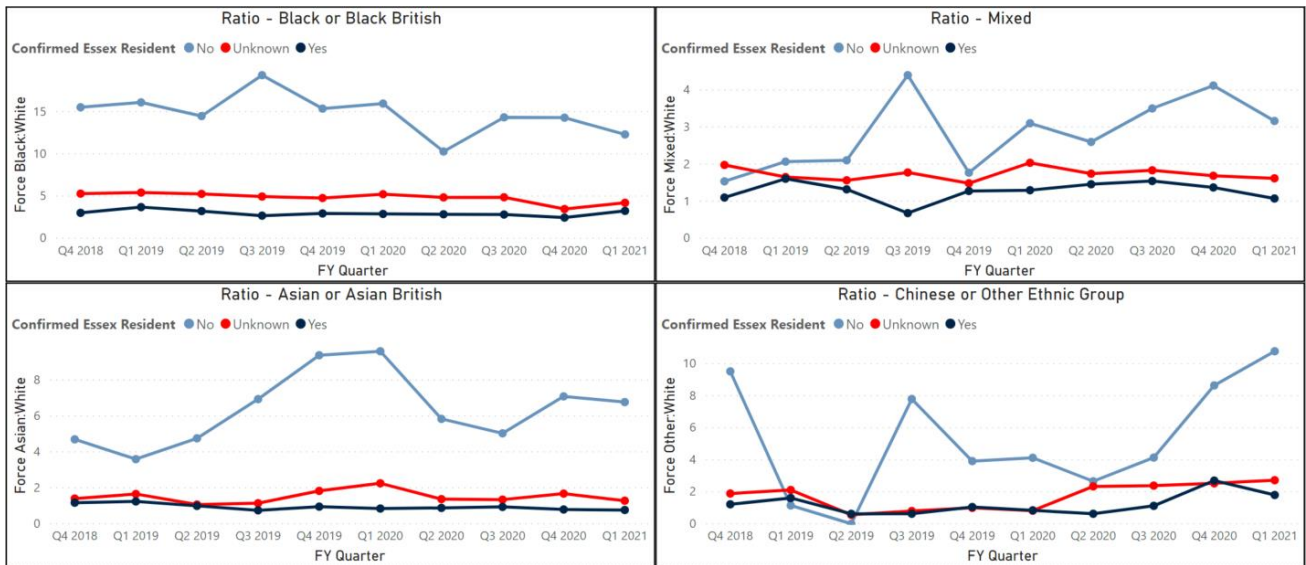 Ratio - Black or Black British
Confirmed Essex Resident No Unknown Yes
Force Black:White
15
10
5
0
Q4 2018 Q1 2019 Q2 2019 Q3 2019 Q4 2019 Q1 2020 Q2 2020 Q3 2020 Q4 2020 Q1 2021
FY Quarter
Ratio - Mixed
Confirmed Essex Resident No Unknown Yes
Force Mixed:White
4
3
2
1
0
Q4 2018 Q1 2019 Q2 2019 Q3 2019 Q4 2019 Q1 2020 Q2 2020 Q3 2020 Q4 2020 Q1 2021
FY Quarter
Ratio - Asian or Asian British
Confirmed Essex Resident No Unknown Yes
Force Asian:White
8
6
4
2
0
Q4 2018 Q1 2019 Q2 2019 Q3 2019 Q4 2019 Q1 2020 Q2 2020 Q3 2020 Q4 2020 Q1 2021
FY Quarter
Ratio - Chinese or Other Ethnic Group
Confirmed Essex Resident No Unknown Yes
Force Other:White
10
8
6
4
2
0
Q4 2018 Q1 2019 Q2 2019 Q3 2019 Q4 2019 Q1 2020 Q2 2020 Q3 2020 Q4 2020 Q1 2021
FY Quarter